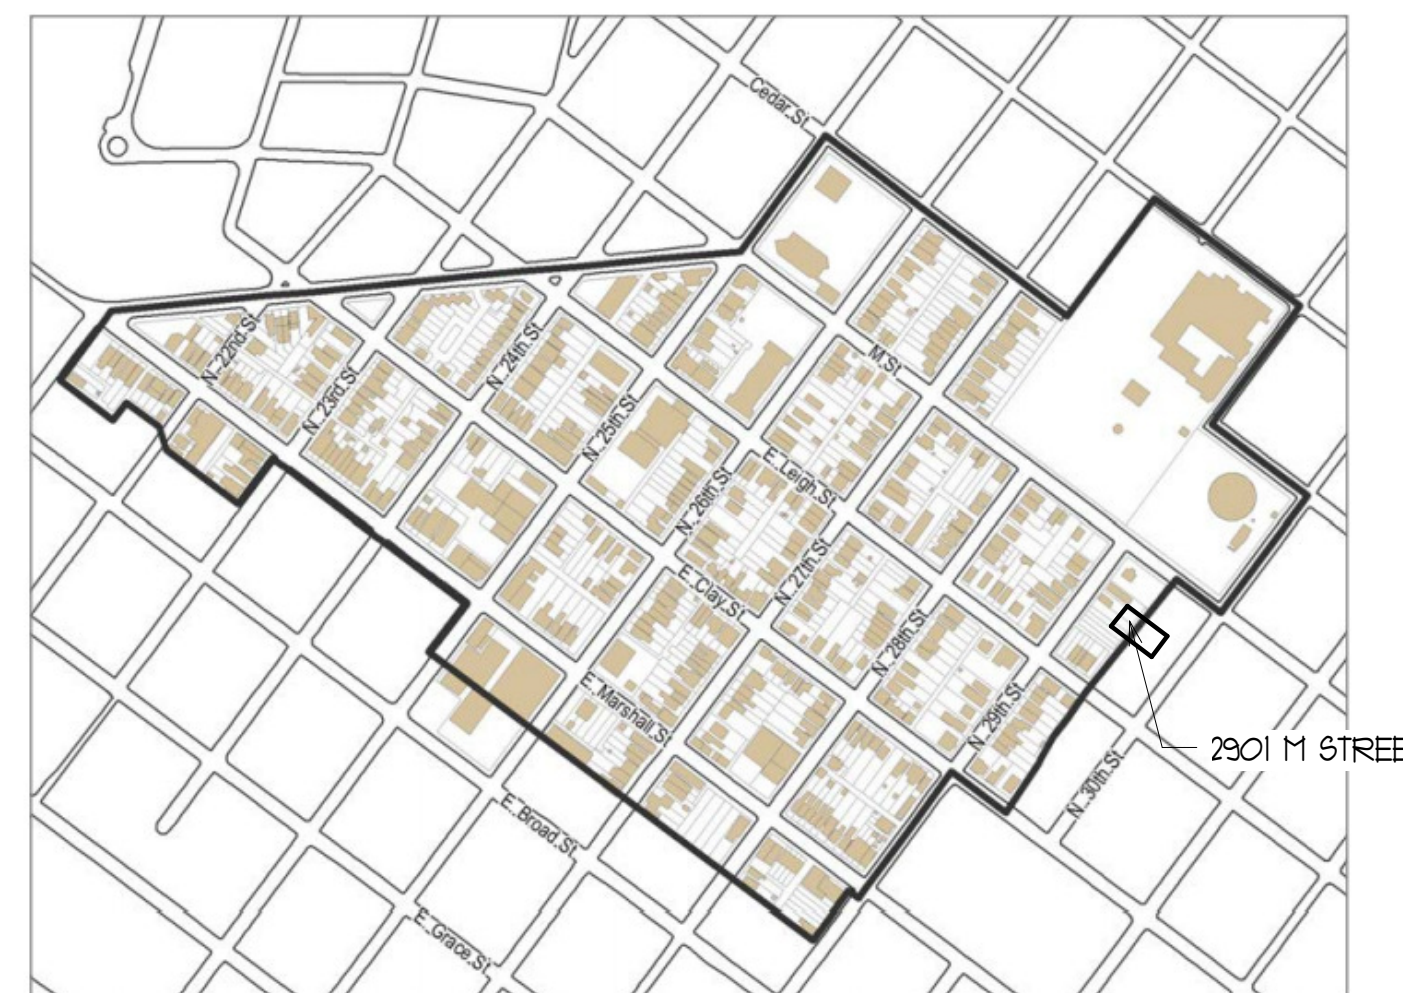 Cedar St
N 22nd St
N 24th St
N 23rd St
M St
N 25th St
E Leigh St
N 26th St
N 27th St
E Clay St
N 28th St
E Marshall St
N 29th St
2901 M STREE
N 30th St
E Broad St
E Grace St